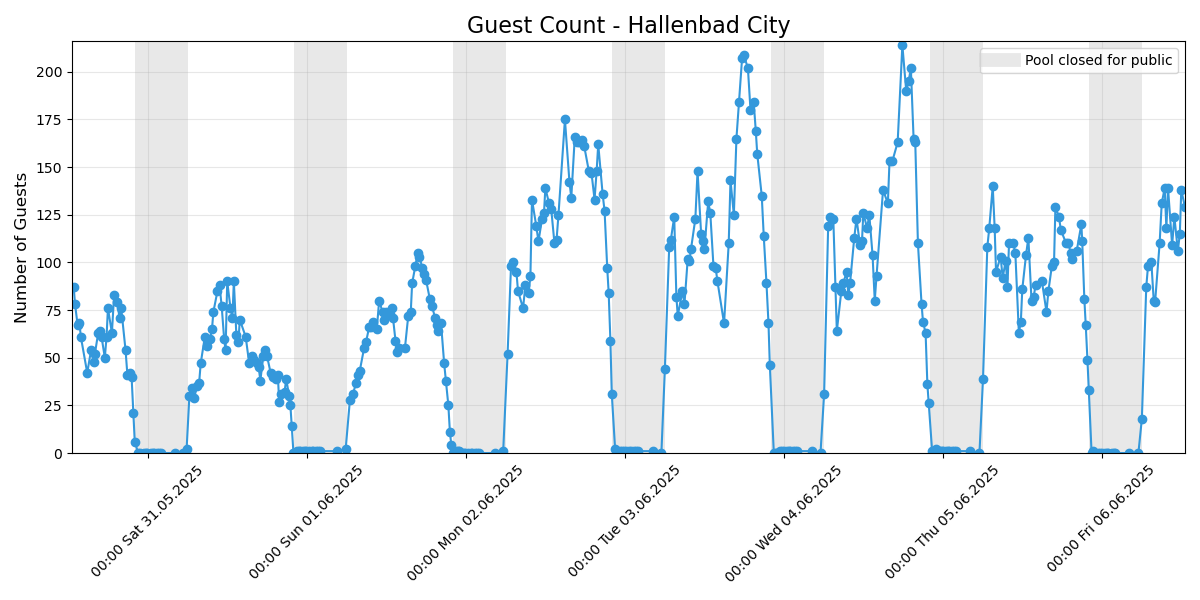 Guest Count - Hallenbad City
Pool closed for public
Number of Guests
200
175
150
125
100
75
50
25
0
00:00 Sat 31.05.2025
00:00 Sun 01.06.2025
00:00 Mon 02.06.2025
00:00 Tue 03.06.2025
00:00 Wed 04.06.2025
00:00 Thu 05.06.2025
00:00 Fri 06.06.2025